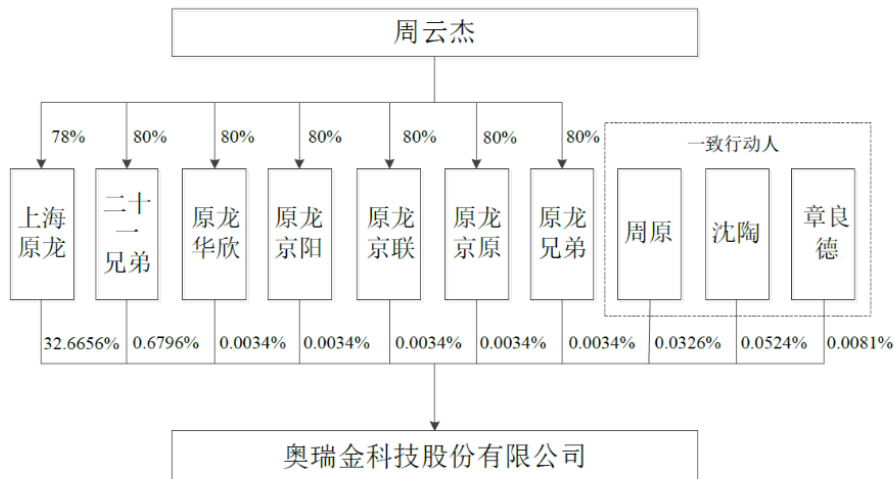 周云杰
78%
80%
80%
80%
80%
80%
80%
一致行动人
上海
原龙
二十
一
兄弟
原龙
华欣
原龙
京阳
原龙
京联
原龙
京原
原龙
兄弟
周原
沈陶
章良
德
32.6656%
0.6796%
0.0034%
0.0034%
0.0034%
0.0034%
0.0034%
0.0326%
0.0524%
0.0081%
奥瑞金科技股份有限公司